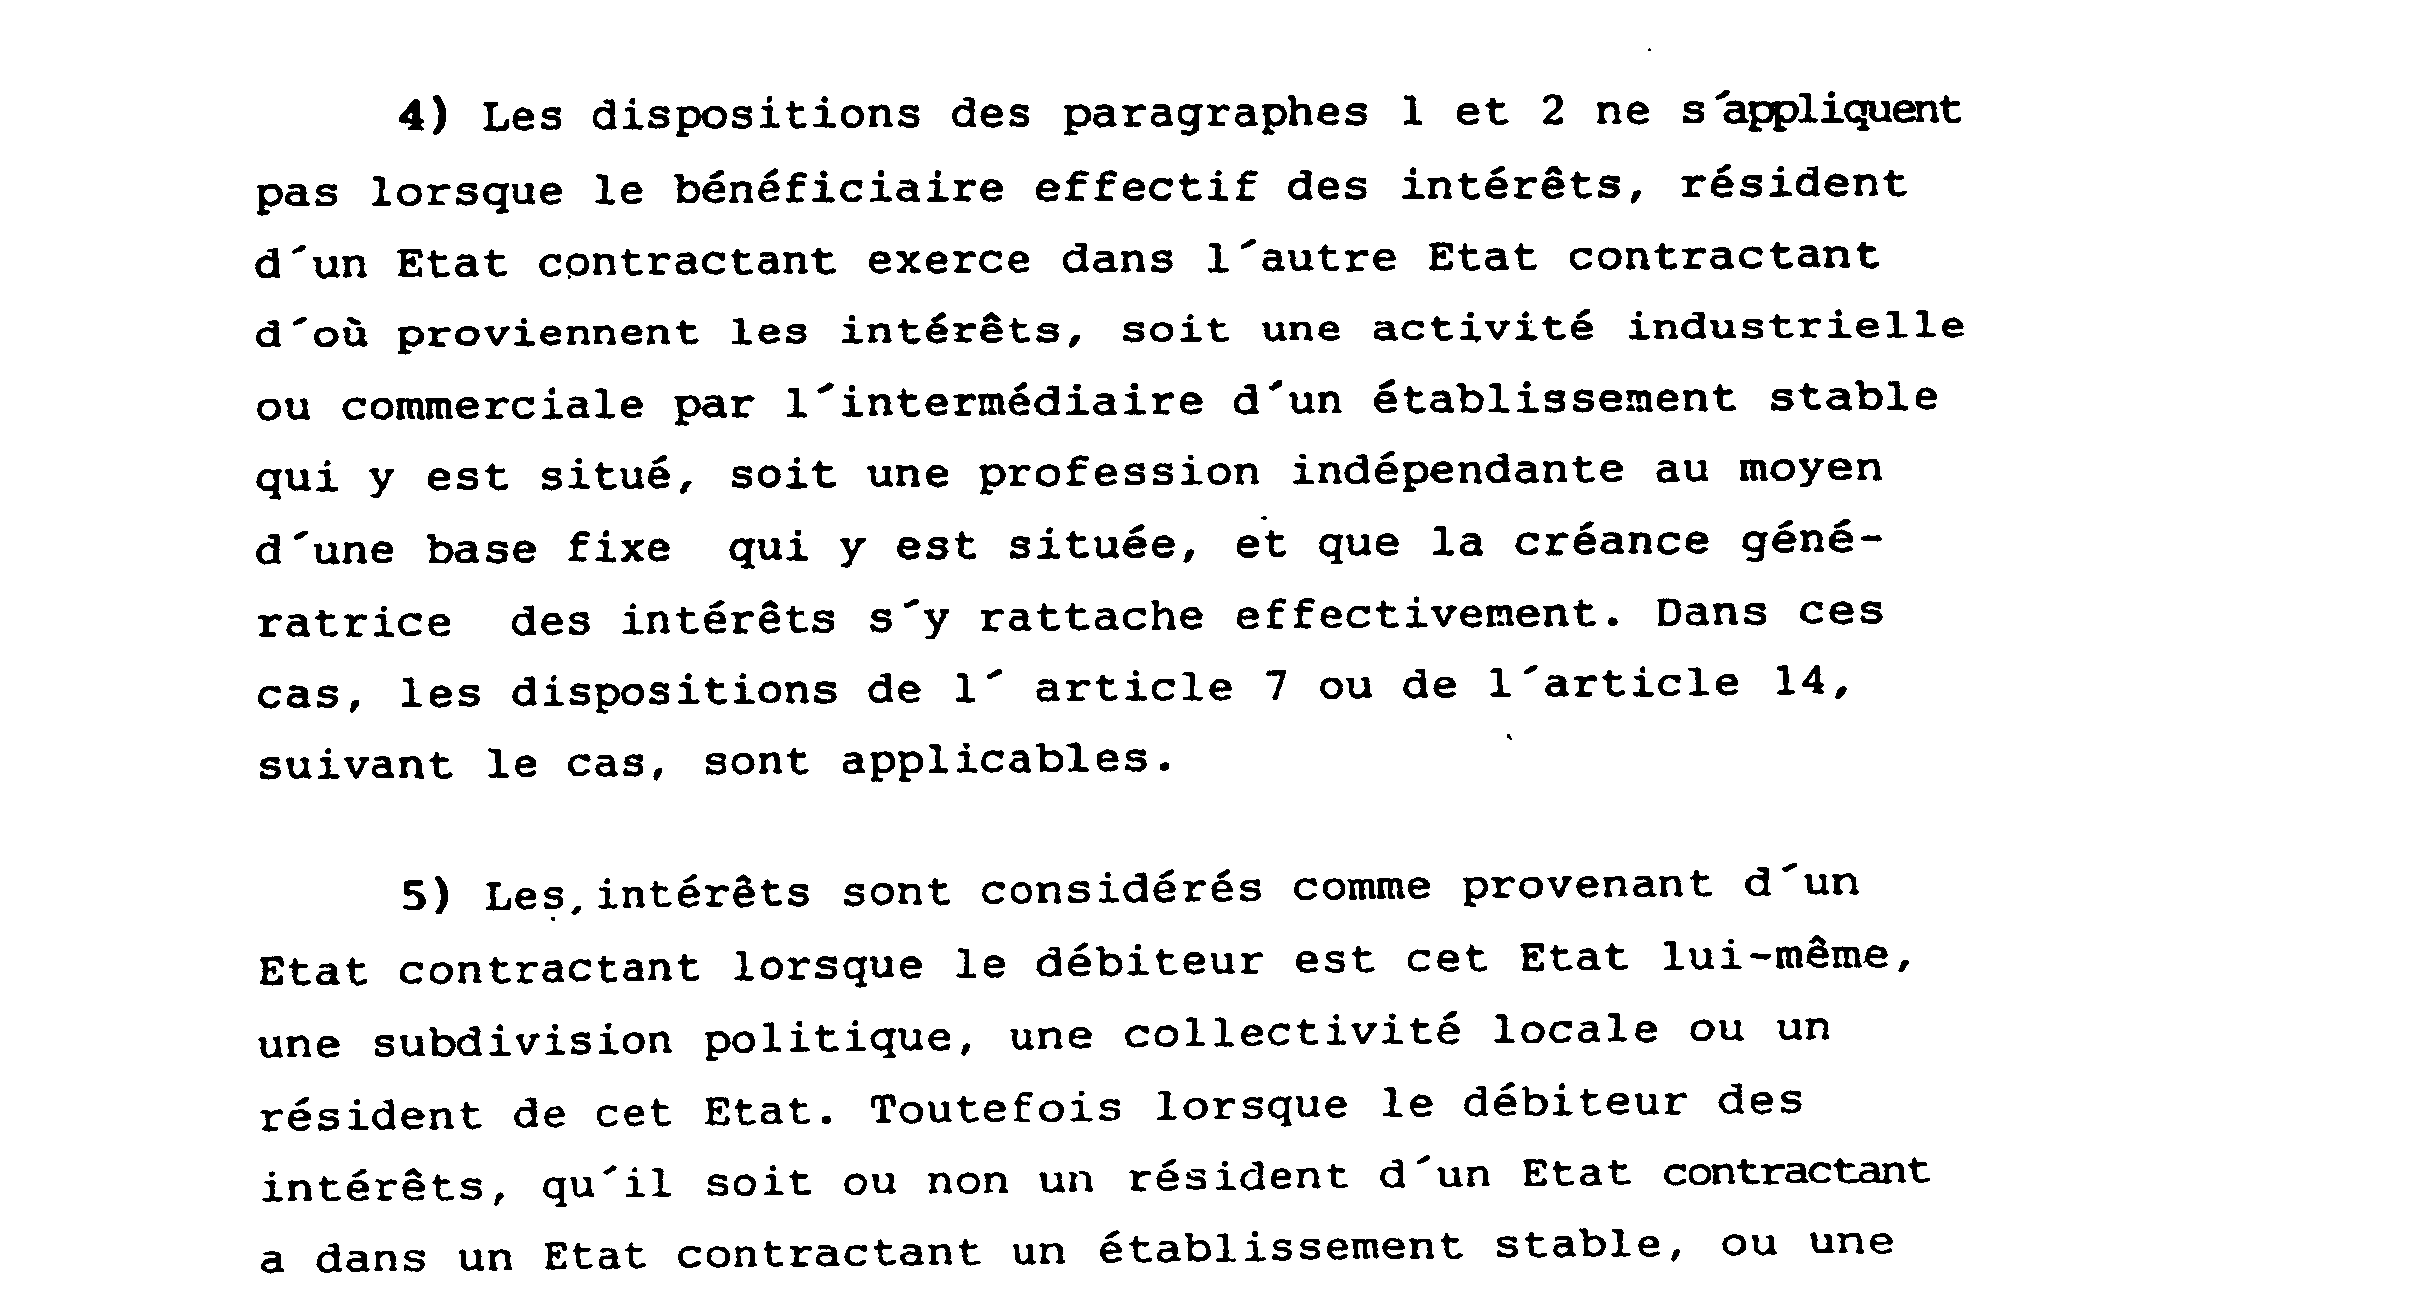 4) Les dispositions des paragraphes 1 et 2 ne s´appliquent
pas lorsque le bénéficiaire effectif des intérêts, résident
d´un Etat contractant exerce dans l´autre Etat contractant
d´où proviennent les intérêts, soit une activité industrielle
ou commerciale par l´intermédiaire d´un établissement stable
qui y est situé, soit une profession indépendante au moyen
d´une base fixe qui y est située, et que la créance géné-
ratrice des intérêts s´y rattache effectivement. Dans ces
cas, les dispositions de l´ article 7 ou de l´article 14,
suivant le cas, sont applicables.
5) Les intérêts sont considérés comme provenant d´un
Etat contractant lorsque le débiteur est cet Etat lui-même,
une subdivision politique, une collectivité locale ou un
résident de cet Etat. Toutefois lorsque le débiteur des
intérêts, qu´il soit ou non un résident d´un Etat contractant
a dans un Etat contractant un établissement stable, ou une